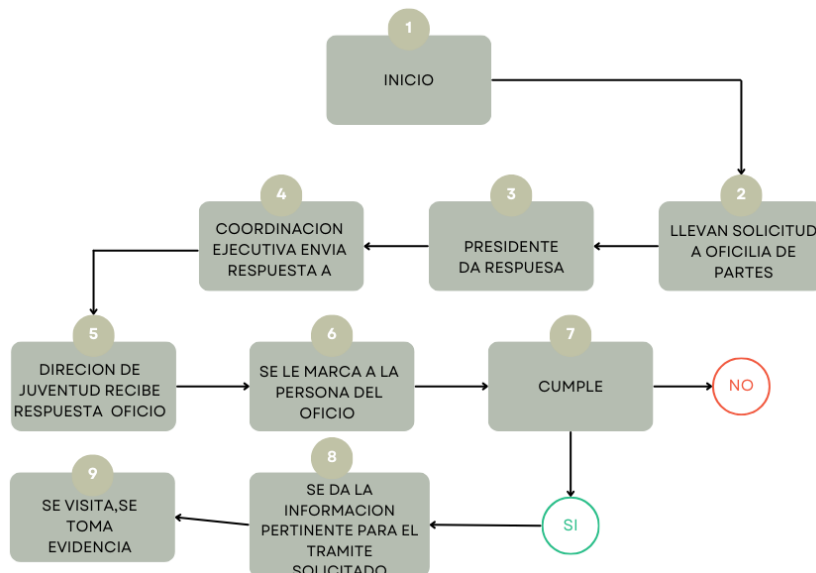 1
INICIO
2
LLEVAN SOLICITUD
A OFICILIA DE
PARTES
3
PRESIDENTE
DA RESPUESA
4
COORDINACION
EJECUTIVA ENVIA
RESPUESTA A
5
DIRECION DE
JUVENTUD RECIBE
RESPUESTA OFICIO
6
SE LE MARCA A LA
PERSONA DEL
OFICIO
7
CUMPLE
NO
SI
8
SE DA LA
INFORMACION
PERTINENTE PARA EL
TRAMITE
SOLICITADO
9
SE VISITA,SE
TOMA
EVIDENCIA